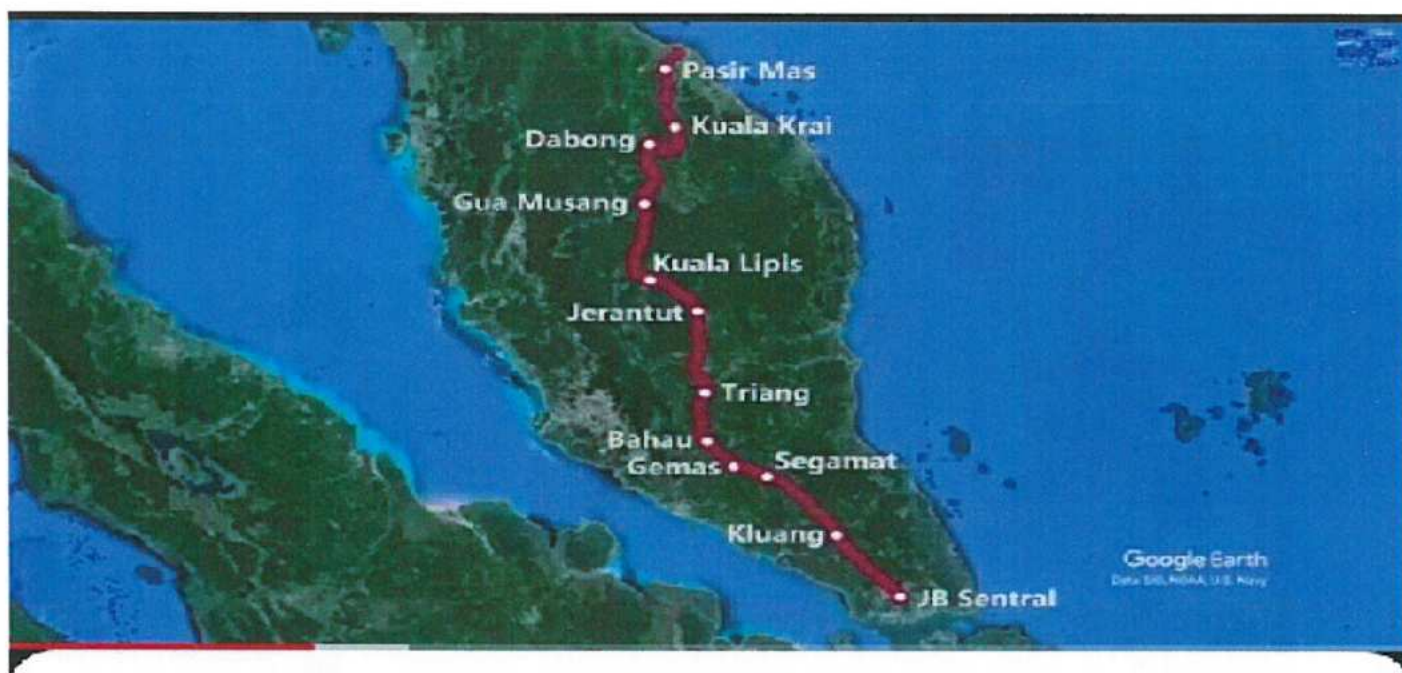 Pasir Mas
Kuala Krai
Dabong
Gua Musang
Kuala Lipis
Jerantut
Triang
Bahau
Gemas
Segamat
Kluang
Google Earth
JB Sentral